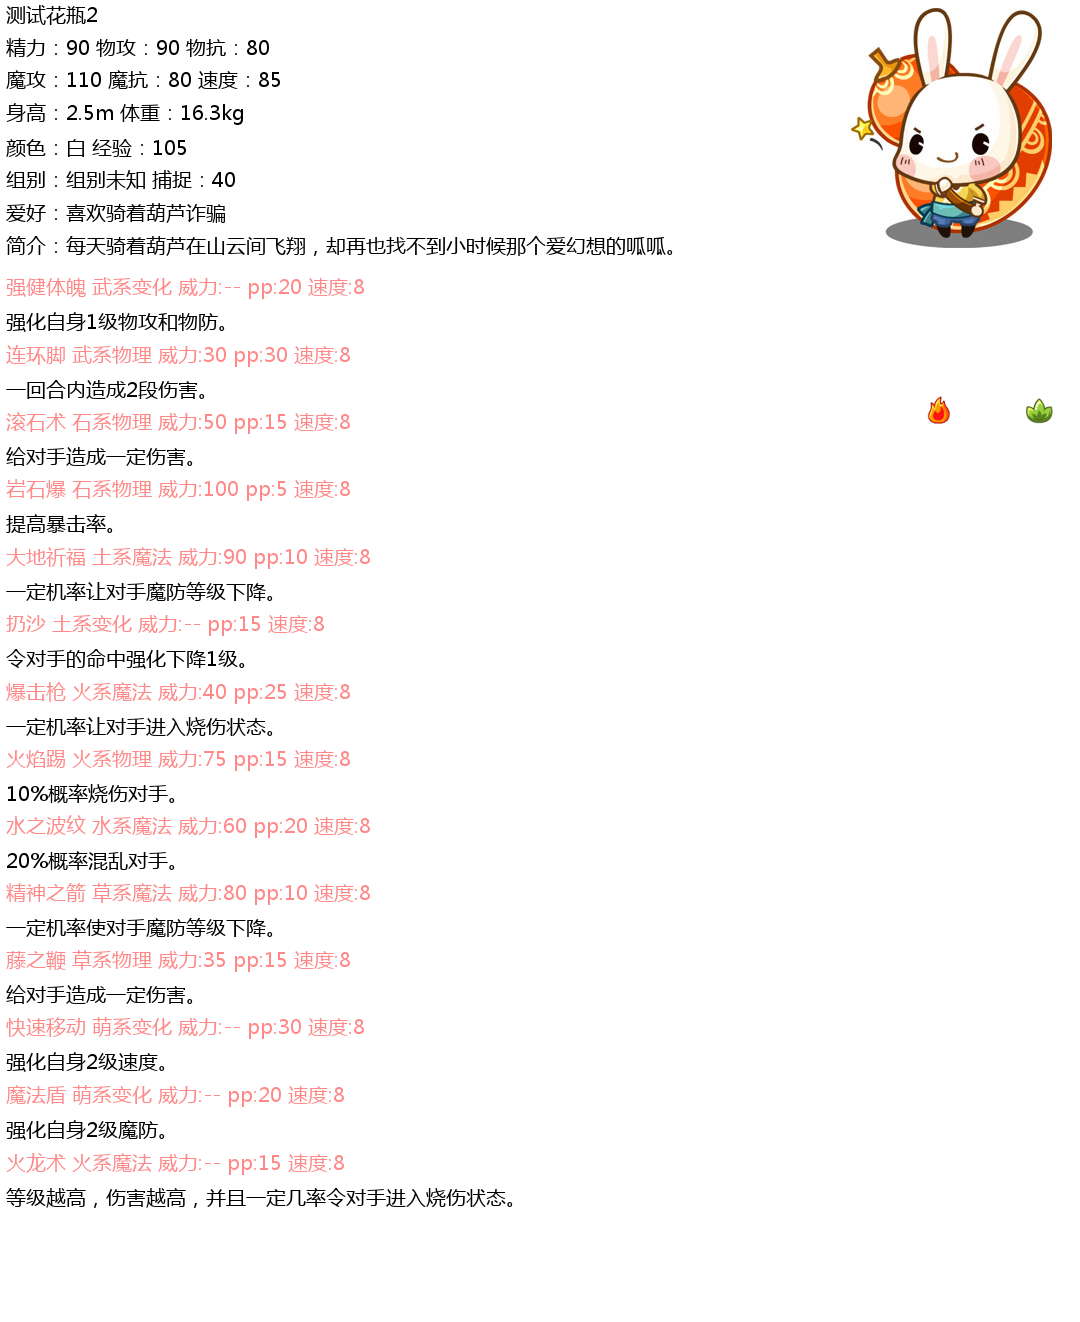 测试花瓶2
精力：90 物攻：90 物抗：80
魔攻：110 魔抗：80 速度：85
身高：2.5m 体重：16.3kg
颜色：白 经验：105
组别：组别未知 捕捉：40
爱好：喜欢骑着葫芦诈骗
简介：每天骑着葫芦在山云间飞翔，却再也找不到小时候那个爱幻想的呱呱。
强健体魄 武系变化 威力:-- pp:20 速度:8
强化自身1级物攻和物防。
连环脚 武系物理 威力:30 pp:30 速度:8
一回合内造成2段伤害。
滚石术 石系物理 威力:50 pp:15 速度:8
给对手造成一定伤害。
岩石爆 石系物理 威力:100 pp:5 速度:8
提高暴击率。
大地祈福 土系魔法 威力:90 pp:10 速度:8
一定机率让对手魔防等级下降。
扔沙 土系变化 威力:-- pp:15 速度:8
令对手的命中强化下降1级。
爆击枪 火系魔法 威力:40 pp:25 速度:8
一定机率让对手进入烧伤状态。
火焰踢 火系物理 威力:75 pp:15 速度:8
10%概率烧伤对手。
水之波纹 水系魔法 威力:60 pp:20 速度:8
20%概率混乱对手。
精神之箭 草系魔法 威力:80 pp:10 速度:8
一定机率使对手魔防等级下降。
藤之鞭 草系物理 威力:35 pp:15 速度:8
给对手造成一定伤害。
快速移动 萌系变化 威力:-- pp:30 速度:8
强化自身2级速度。
魔法盾 萌系变化 威力:-- pp:20 速度:8
强化自身2级魔防。
火龙术 火系魔法 威力:-- pp:15 速度:8
等级越高，伤害越高，并且一定几率令对手进入烧伤状态。